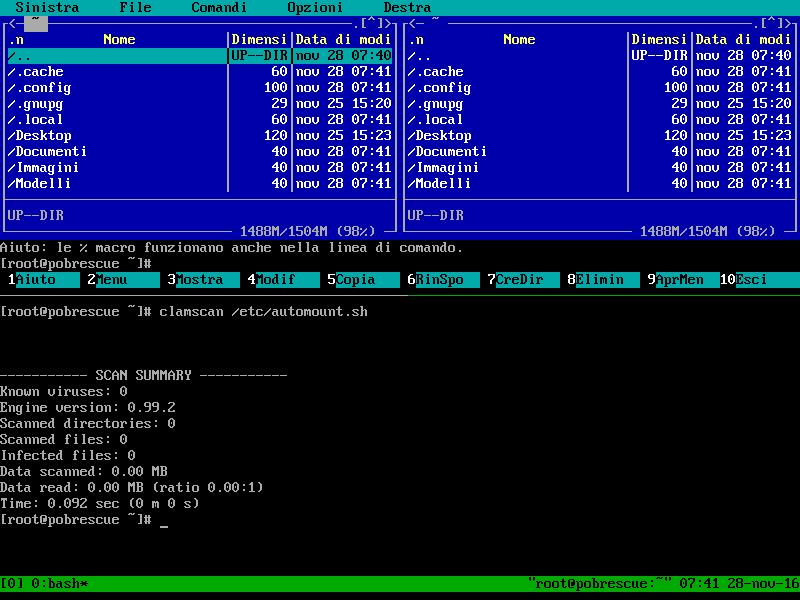 Sinistra File Comandi Opzioni Destra
<─ ~ .[^]> <─ ~ .[^]>
.n Nome Dimensi Data di modi .n Nome Dimensi Data di modi
/.. UP--DIR nov 28 07:40 /.. UP--DIR nov 28 07:40
/.cache 60 nov 28 07:41 /.cache 60 nov 28 07:41
/.config 100 nov 28 07:41 /.config 100 nov 28 07:41
/.gnupg 29 nov 25 15:20 /.gnupg 29 nov 25 15:20
/.local 60 nov 28 07:41 /.local 60 nov 28 07:41
/Desktop 120 nov 25 15:23 /Desktop 120 nov 25 15:23
/Documenti 40 nov 28 07:41 /Documenti 40 nov 28 07:41
/Immagini 40 nov 28 07:41 /Immagini 40 nov 28 07:41
/Modelli 40 nov 28 07:41 /Modelli 40 nov 28 07:41
UP--DIR UP--DIR
1488M/1504M (98%) 1488M/1504M (98%)
Aiuto: le % macro funzionano anche nella linea di comando.
[root@pobrescue ~]#
1Aiuto 2Menu 3Mostra 4Modif 5Copia 6RinSpo 7CreDir 8Elimin 9AprMen 10Esci
[root@pobrescue ~]# clamscan /etc/automount.sh
----------- SCAN SUMMARY -----------
Known viruses: 0
Engine version: 0.99.2
Scanned directories: 0
Scanned files: 0
Infected files: 0
Data scanned: 0.00 MB
Data read: 0.00 MB (ratio 0.00:1)
Time: 0.092 sec (0 m 0 s)
[root@pobrescue ~]# _
[0] 0:bash* "root@pobrescue:~" 07:41 28-nov-16